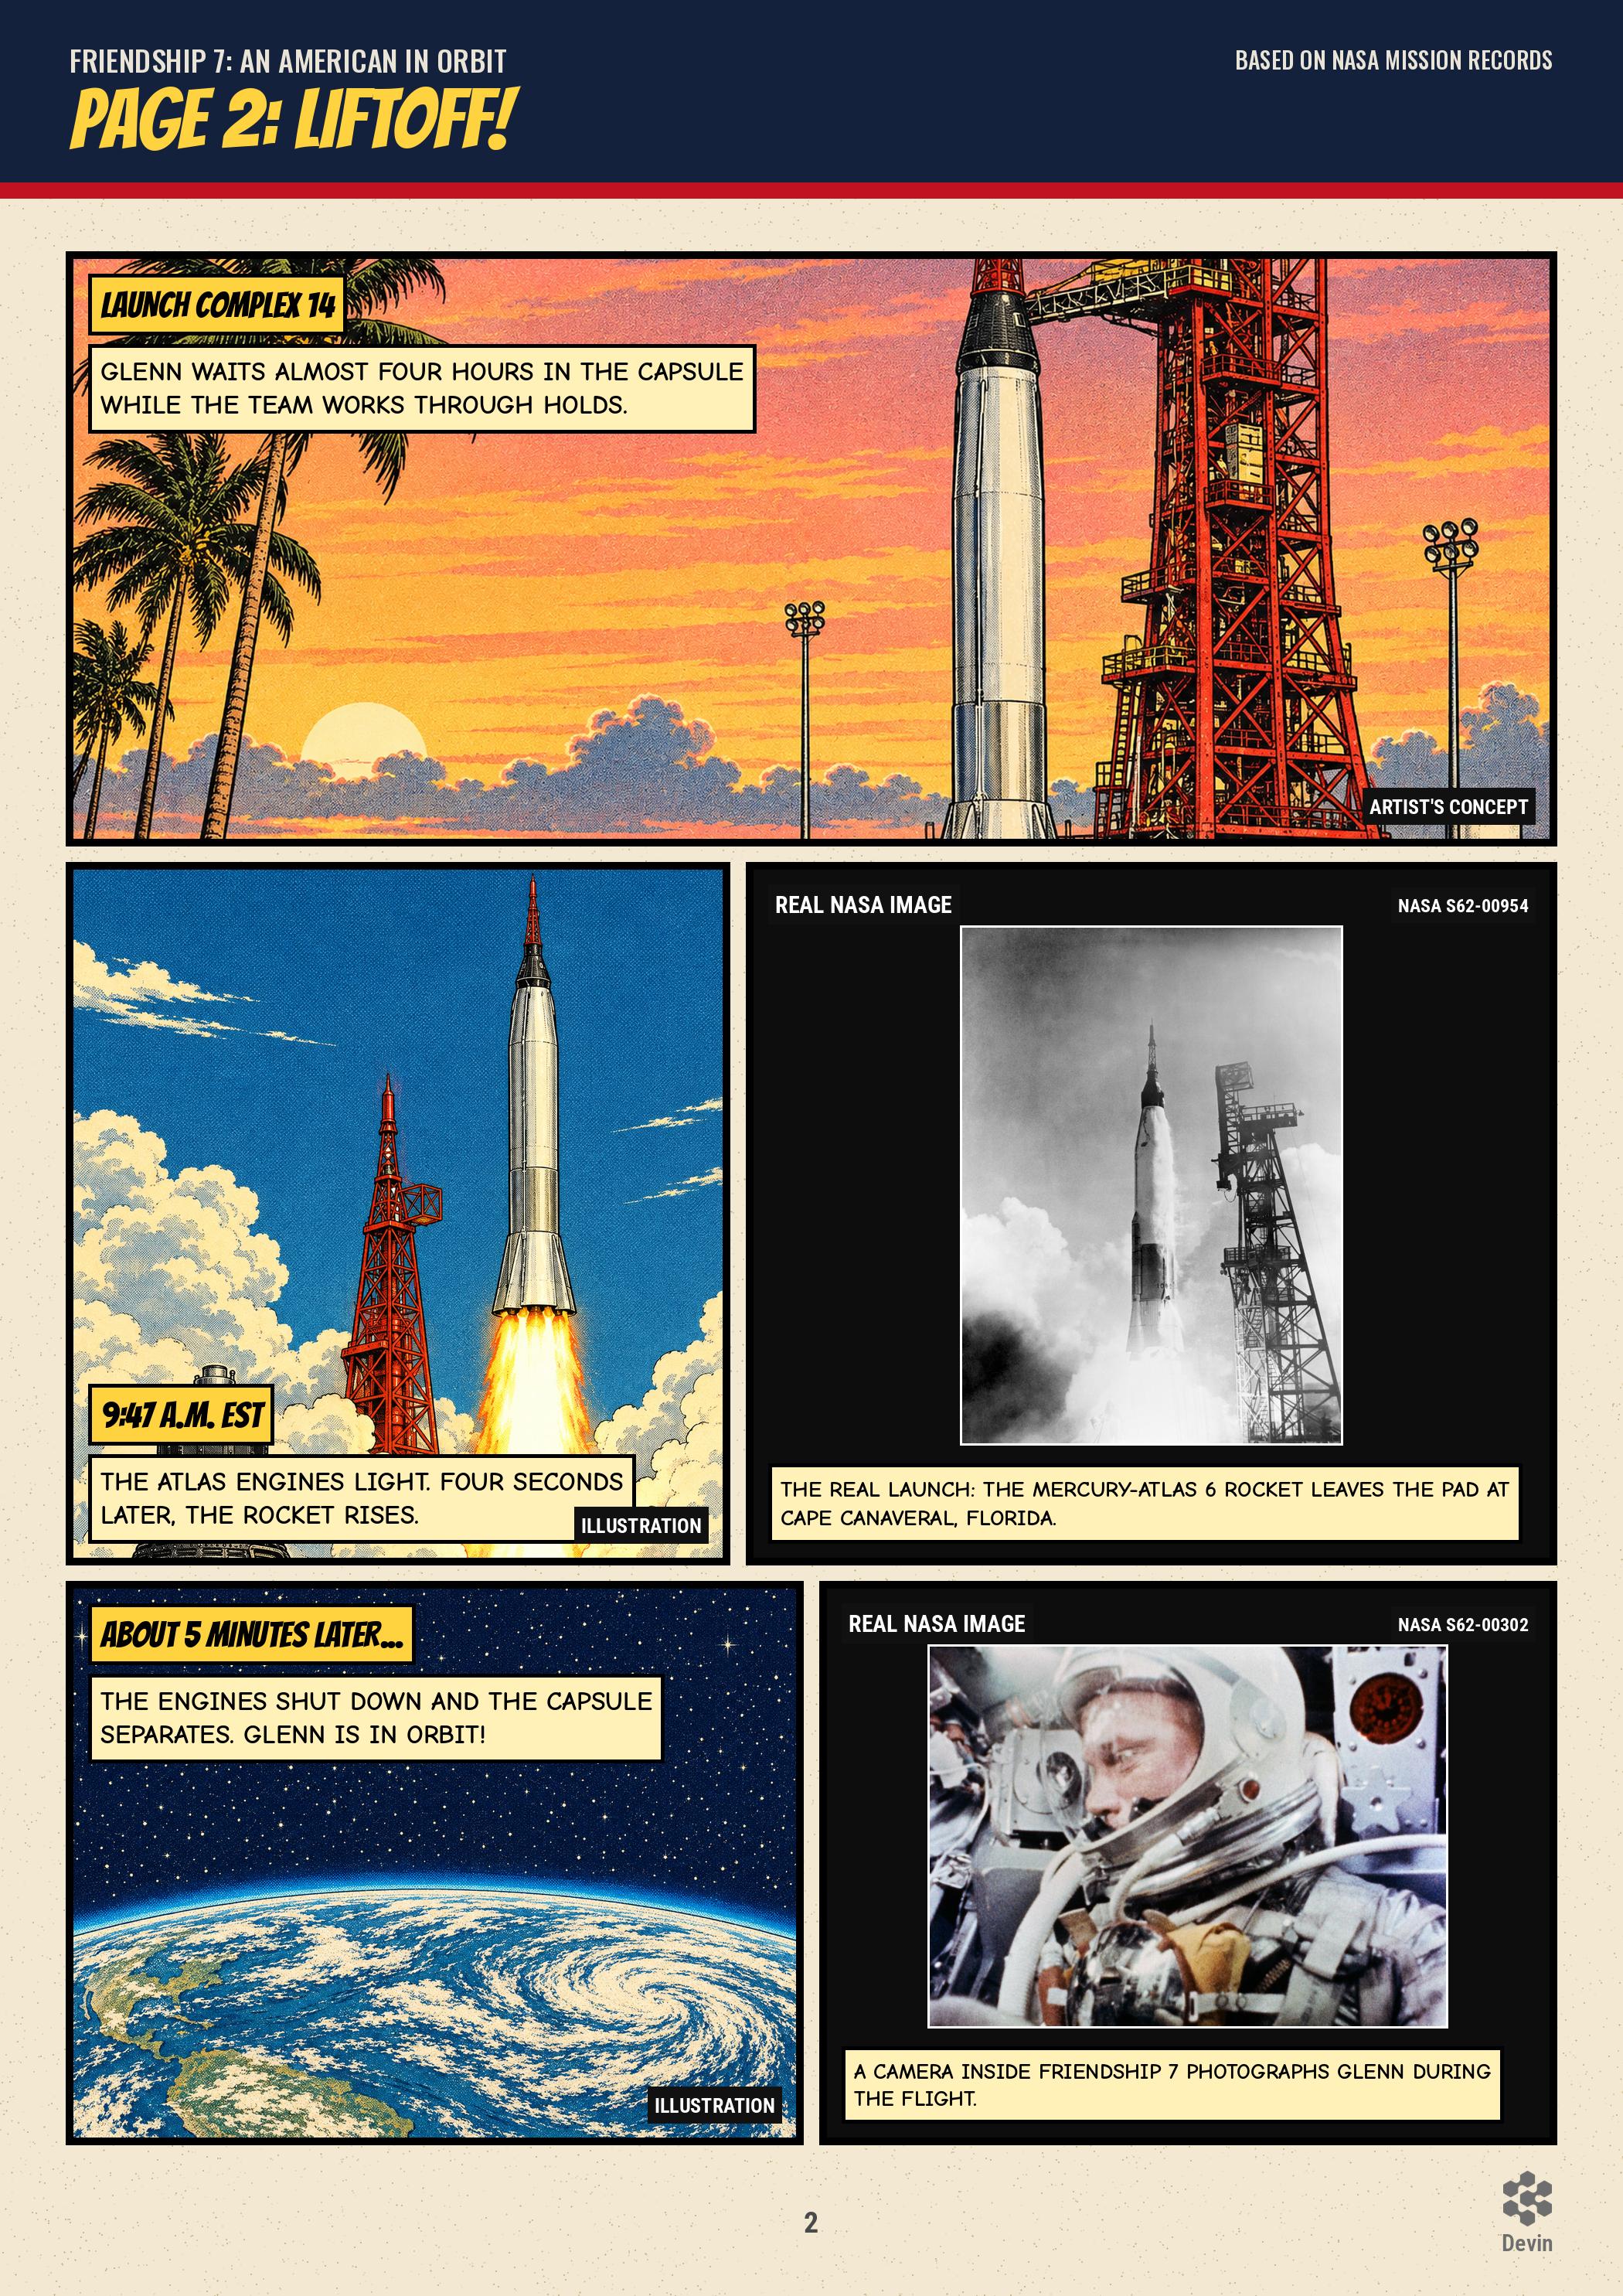 FRIENDSHIP 7: AN AMERICAN IN ORBIT
BASED ON NASA MISSION RECORDS
PAGE 2: LIFTOFF!
LAUNCH COMPLEX 14
GLENN WAITS ALMOST FOUR HOURS IN THE CAPSULE
WHILE THE TEAM WORKS THROUGH HOLDS.
ARTIST'S CONCEPT
9:47 A.M. EST
THE ATLAS ENGINES LIGHT. FOUR SECONDS
LATER, THE ROCKET RISES.
ILLUSTRATION
REAL NASA IMAGE
NASA S62-00954
THE REAL LAUNCH: THE MERCURY-ATLAS 6 ROCKET LEAVES THE PAD AT
CAPE CANAVERAL, FLORIDA.
ABOUT 5 MINUTES LATER...
THE ENGINES SHUT DOWN AND THE CAPSULE
SEPARATES. GLENN IS IN ORBIT!
ILLUSTRATION
REAL NASA IMAGE
NASA S62-00302
A CAMERA INSIDE FRIENDSHIP 7 PHOTOGRAPHS GLENN DURING
THE FLIGHT.
2
Devin